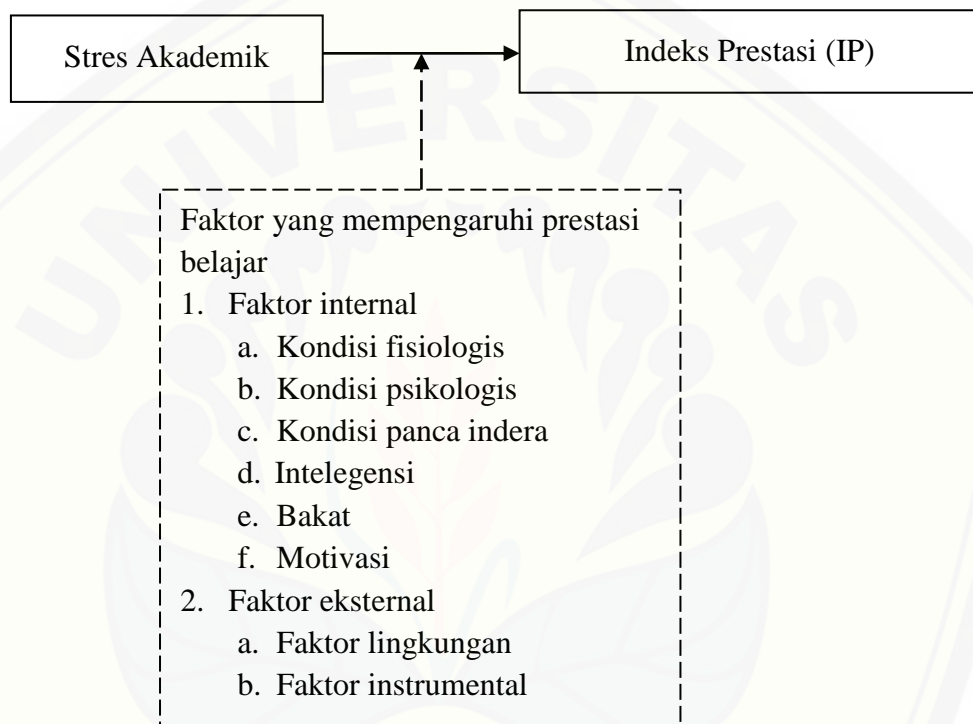 Stres Akademik
Indeks Prestasi (IP)
UNIVERSITAS
Faktor yang mempengaruhi prestasi
belajar
1. Faktor internal
a. Kondisi fisiologis
b. Kondisi psikologis
c. Kondisi panca indera
d. Intelegensi
e. Bakat
f. Motivasi
2. Faktor eksternal
a. Faktor lingkungan
b. Faktor instrumental